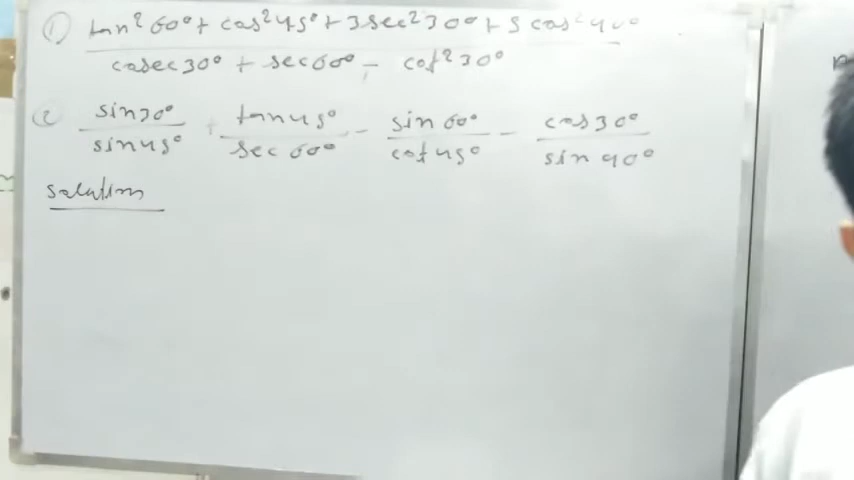 ① tan² 60° + cos² 45° + 3 sec² 30° + 5 cos² 90°
cosec 30° + sec 60° - cot² 30°
② sin 30° + tan 45° - sin 60° - cos 30°
sin 45° sec 60° cot 45° sin 90°
solution